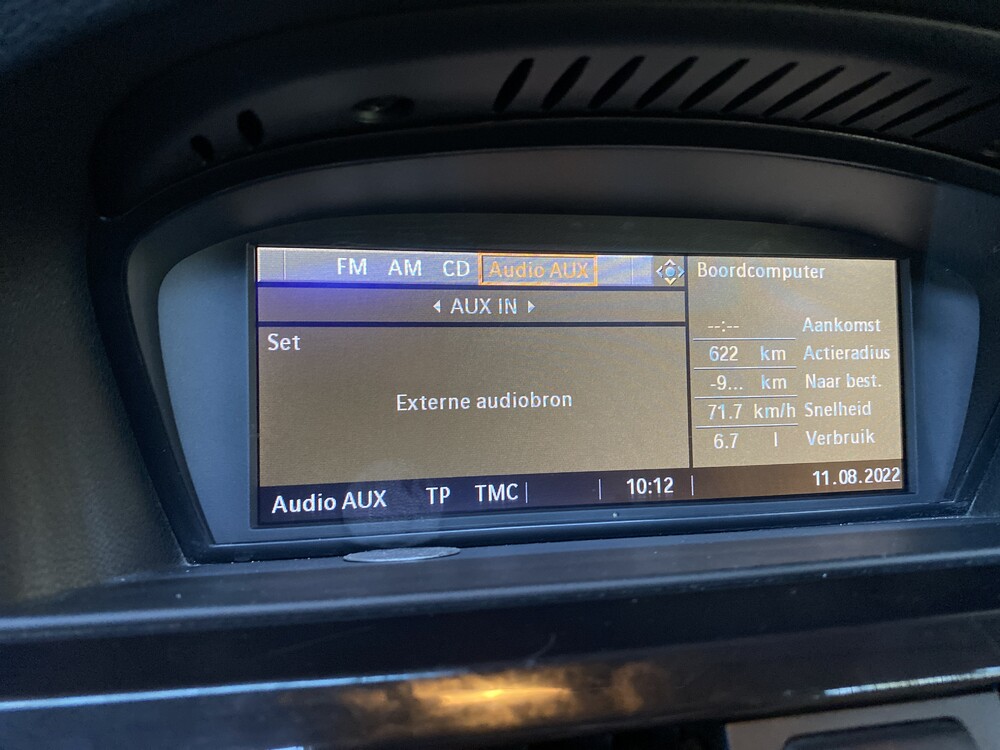 FM AM CD Audio AUX
AUX IN
Set
Externe audiobron
Audio AUX TP TMC 10:12 11.08.2022
Boordcomputer
--:-- Aankomst
622 km Actieradius
-9... km Naar best.
71.7 km/h Snelheid
6.7 l Verbruik